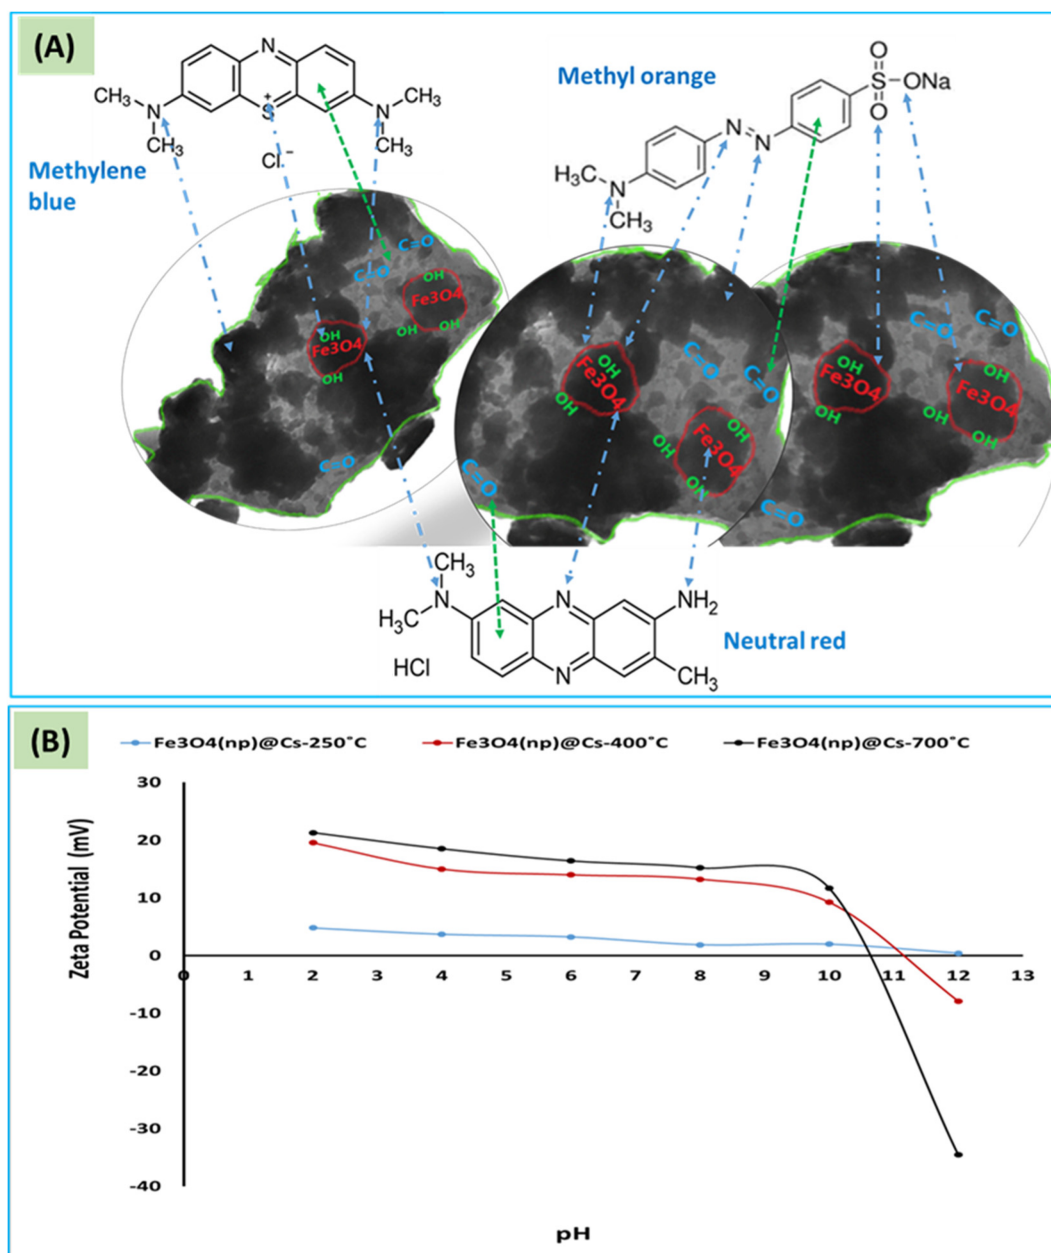 (A)
N
CH3
N
CH3
S+
N
CH3
CH3
Cl−
Methylene
blue
Methyl orange
O
S
ONa
O
N
N
H3C
N
CH3
C=O
C=O
OH
Fe3O4
OH
OH
OH
Fe3O4
OH
C=O
OH
Fe3O4
OH
C=O
C=O
OH
OH
Fe3O4
OH
C=O
C=O
C=O
OH
Fe3O4
OH
OH
Fe3O4
OH
OH
C=O
CH3
N
H3C
N
NH2
HCl
N
CH3
Neutral red
(B)
Fe3O4(np)@Cs-250°C
Fe3O4(np)@Cs-400°C
Fe3O4(np)@Cs-700°C
Zeta Potential (mV)
30
20
10
0
-10
-20
-30
-40
0 1 2 3 4 5 6 7 8 9 10 11 12 13
pH